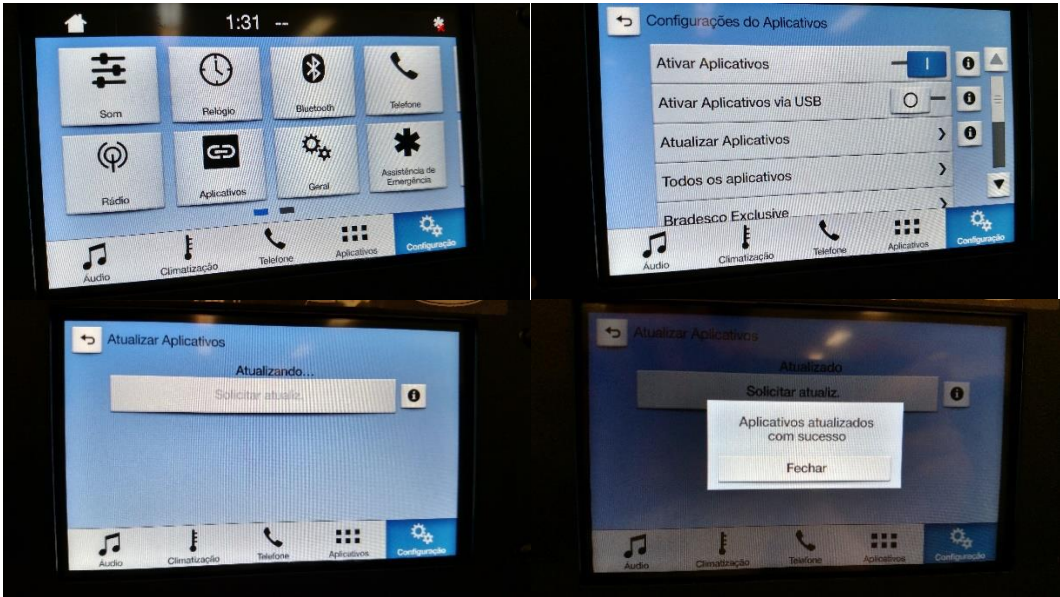 1:31 --
Som
Relógio
Bluetooth
Telefone
Rádio
Aplicativos
Geral
Assistência de
Emergência
Áudio
Climatização
Telefone
Aplicativos
Configuração
Configurações do Aplicativos
Ativar Aplicativos
I
Ativar Aplicativos via USB
O
Atualizar Aplicativos
Todos os aplicativos
Bradesco Exclusive
Áudio
Climatização
Telefone
Aplicativos
Configuração
Atualizar Aplicativos
Atualizando...
Solicitar atualiz.
Áudio
Climatização
Telefone
Aplicativos
Configuração
Atualizar Aplicativos
Atualizado
Solicitar atualiz.
Aplicativos atualizados
com sucesso
Fechar
Áudio
Climatização
Telefone
Aplicativos
Configuração